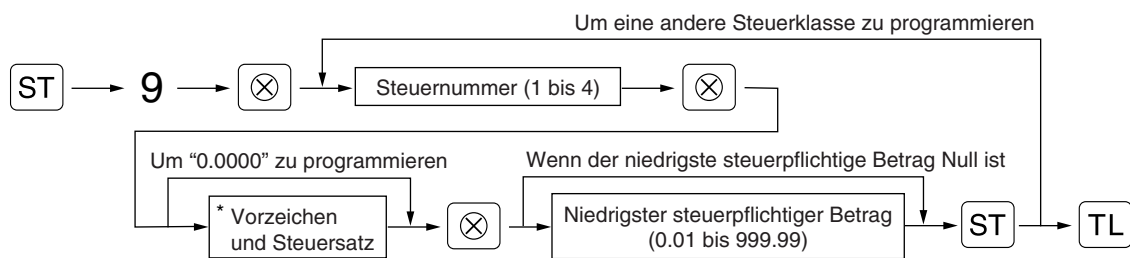 Um eine andere Steuerklasse zu programmieren
ST 9 ⊗ Steuernummer (1 bis 4) ⊗
Um “0.0000” zu programmieren
Wenn der niedrigste steuerpflichtige Betrag Null ist
* Vorzeichen
und Steuersatz
⊗
Niedrigster steuerpflichtiger Betrag
(0.01 bis 999.99)
ST TL